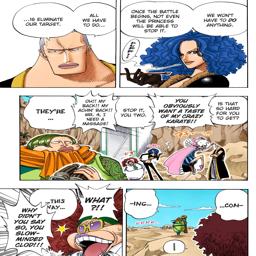 ONCE THE
BATTLE
BEGINS, NOT EVEN
THE PRINCESS
WILL BE ABLE
TO STOP IT.
WE WON'T
HAVE TO DO
ANYTHING.
ALL
WE HAVE
TO DO...
...IS
ELIMINATE
OUR TARGET.
IS THAT
SO HARD
FOR YOU
TO GET?
YOU
OBVIOUSLY
WANT A TASTE
OF MY CRAZY
KARATE!!
STOP IT,
YOU TWO.
OUF! MY
BACK!! MY
ACHIN' BACK!!
MR. 4, I
NEED A
MASSAGE!
THEY'RE...
...CON-
-ING...
WHAT
?!!
...THIS
WAY...
WHY
DIDN'T YOU
SAY SO,
YOU SLOW-
MINDED
CLOD!!!